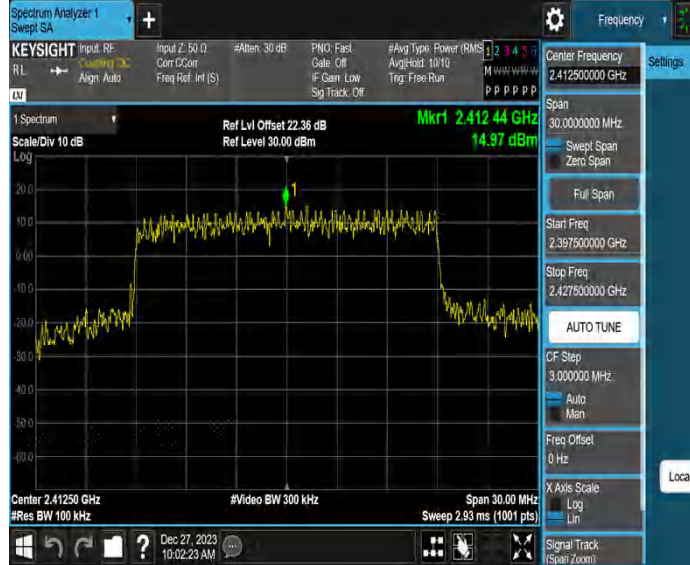 Spectrum Analyzer 1
Swept SA
+
Frequency
KEYSIGHT
RL
Input: RF
Coupling: DC
Align: Auto
Input Z: 50 Ω
Corr CCorr
Freq Ref: Int (S)
#Atten: 30 dB
PNO: Fast
Gate: Off
IF Gain: Low
Sig Track: Off
#Avg Type: Power (RMS)
Avg|Hold: 10/10
Trig: Free Run
1 2 3 4 5 6
M W W W W W
P P P P P P
LXI
1 Spectrum
Scale/Div 10 dB
Log
Ref Lvl Offset 22.36 dB
Ref Level 30.00 dBm
Mkr1 2.412 44 GHz
14.97 dBm
1
20.0
10.0
0.00
-10.0
-20.0
-30.0
-40.0
-50.0
-60.0
Center 2.41250 GHz
#Res BW 100 kHz
#Video BW 300 kHz
Span 30.00 MHz
Sweep 2.93 ms (1001 pts)
?
Dec 27, 2023
10:02:23 AM
Center Frequency
2.412500000 GHz
Settings
Span
30.0000000 MHz
Swept Span
Zero Span
Full Span
Start Freq
2.397500000 GHz
Stop Freq
2.427500000 GHz
AUTO TUNE
CF Step
3.000000 MHz
Auto
Man
Freq Offset
0 Hz
X Axis Scale
Log
Lin
Loca
Signal Track
(Span Zoom)